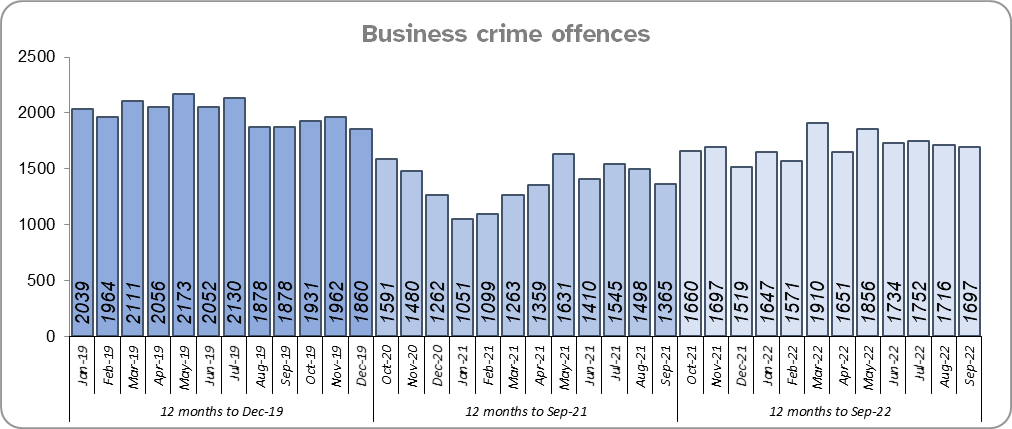 Business crime offences
2500
2000
1500
1000
500
0
2039 1964 2111 2056 2173 2052 2130 1878 1878 1931 1962 1860 1591 1480 1262 1051 1099 1263 1359 1631 1410 1545 1498 1365 1660 1697 1519 1647 1571 1910 1651 1856 1734 1752 1716 1697
Jan-19 Feb-19 Mar-19 Apr-19 May-19 Jun-19 Jul-19 Aug-19 Sep-19 Oct-19 Nov-19 Dec-19 Oct-20 Nov-20 Dec-20 Jan-21 Feb-21 Mar-21 Apr-21 May-21 Jun-21 Jul-21 Aug-21 Sep-21 Oct-21 Nov-21 Dec-21 Jan-22 Feb-22 Mar-22 Apr-22 May-22 Jun-22 Jul-22 Aug-22 Sep-22
12 months to Dec-19 12 months to Sep-21 12 months to Sep-22